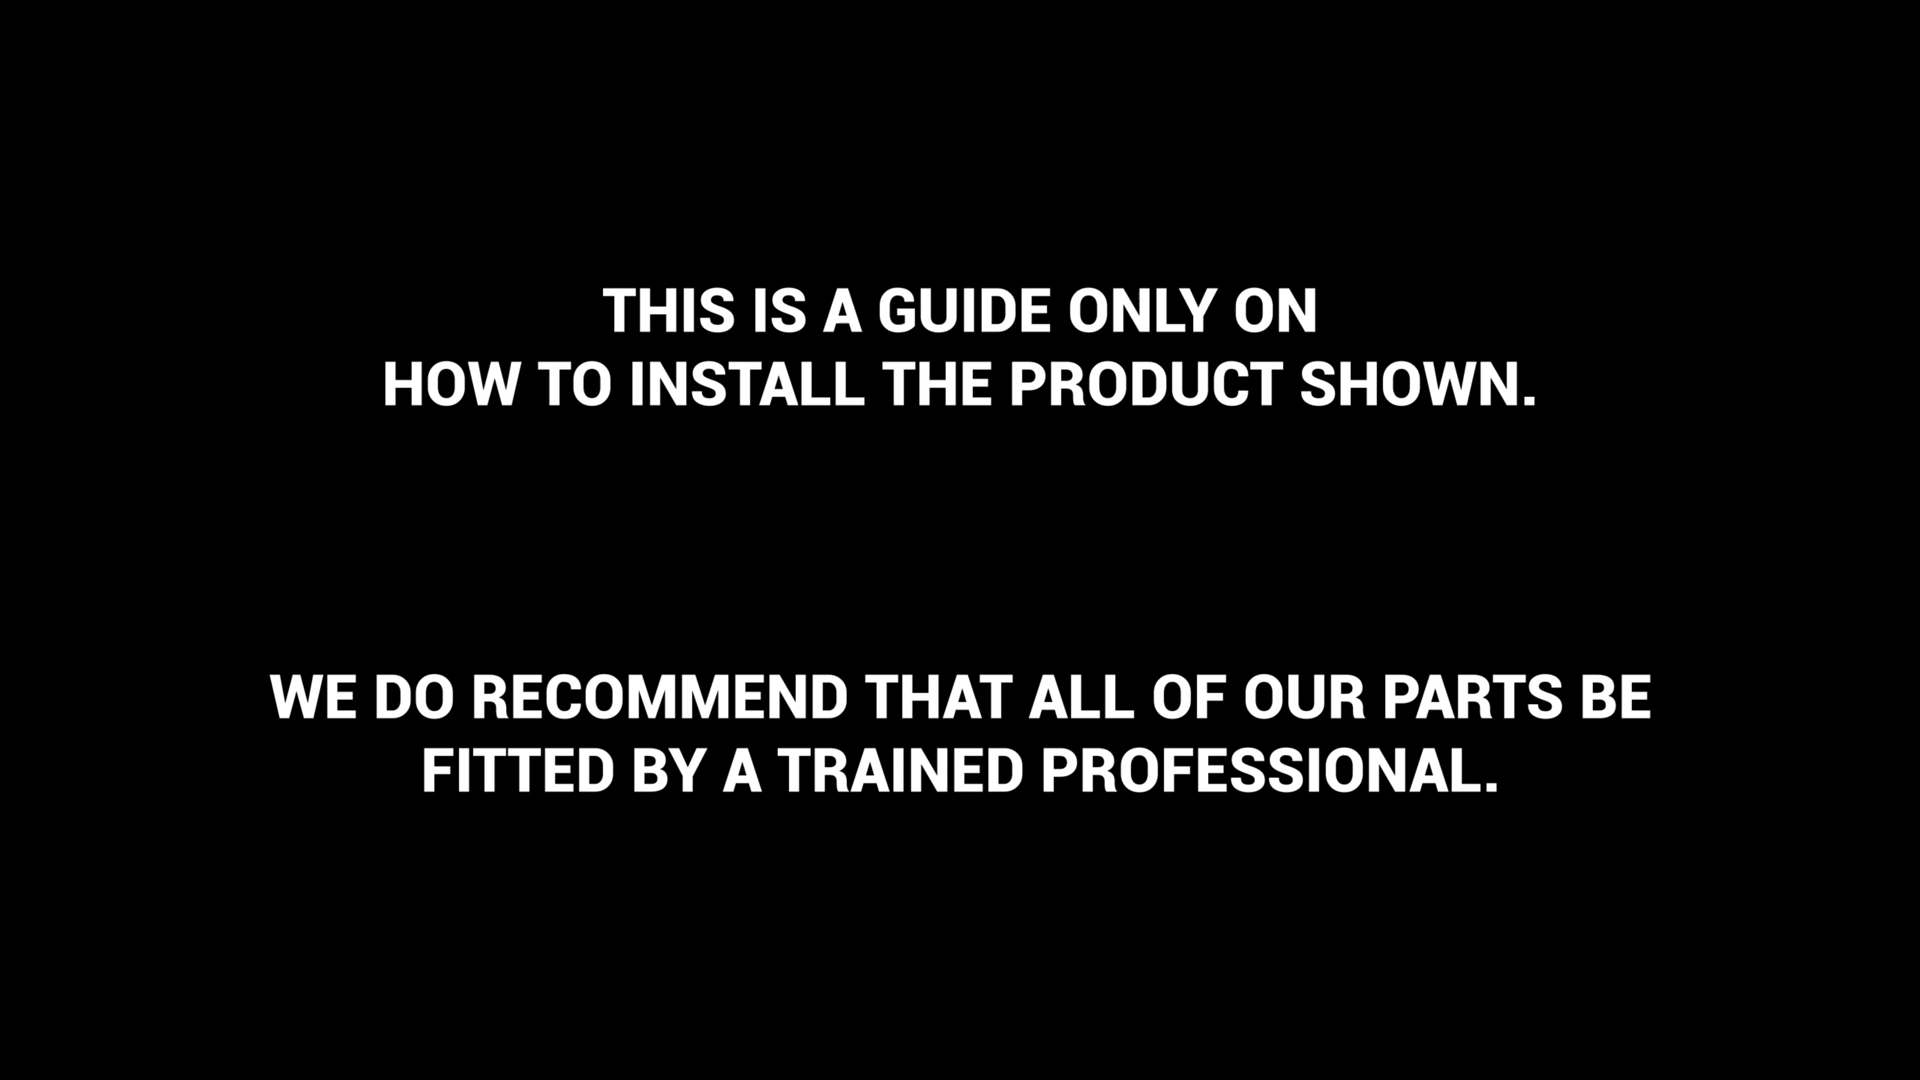 THIS IS A GUIDE ONLY ON
HOW TO INSTALL THE PRODUCT SHOWN.
WE DO RECOMMEND THAT ALL OF OUR PARTS BE
FITTED BY A TRAINED PROFESSIONAL.